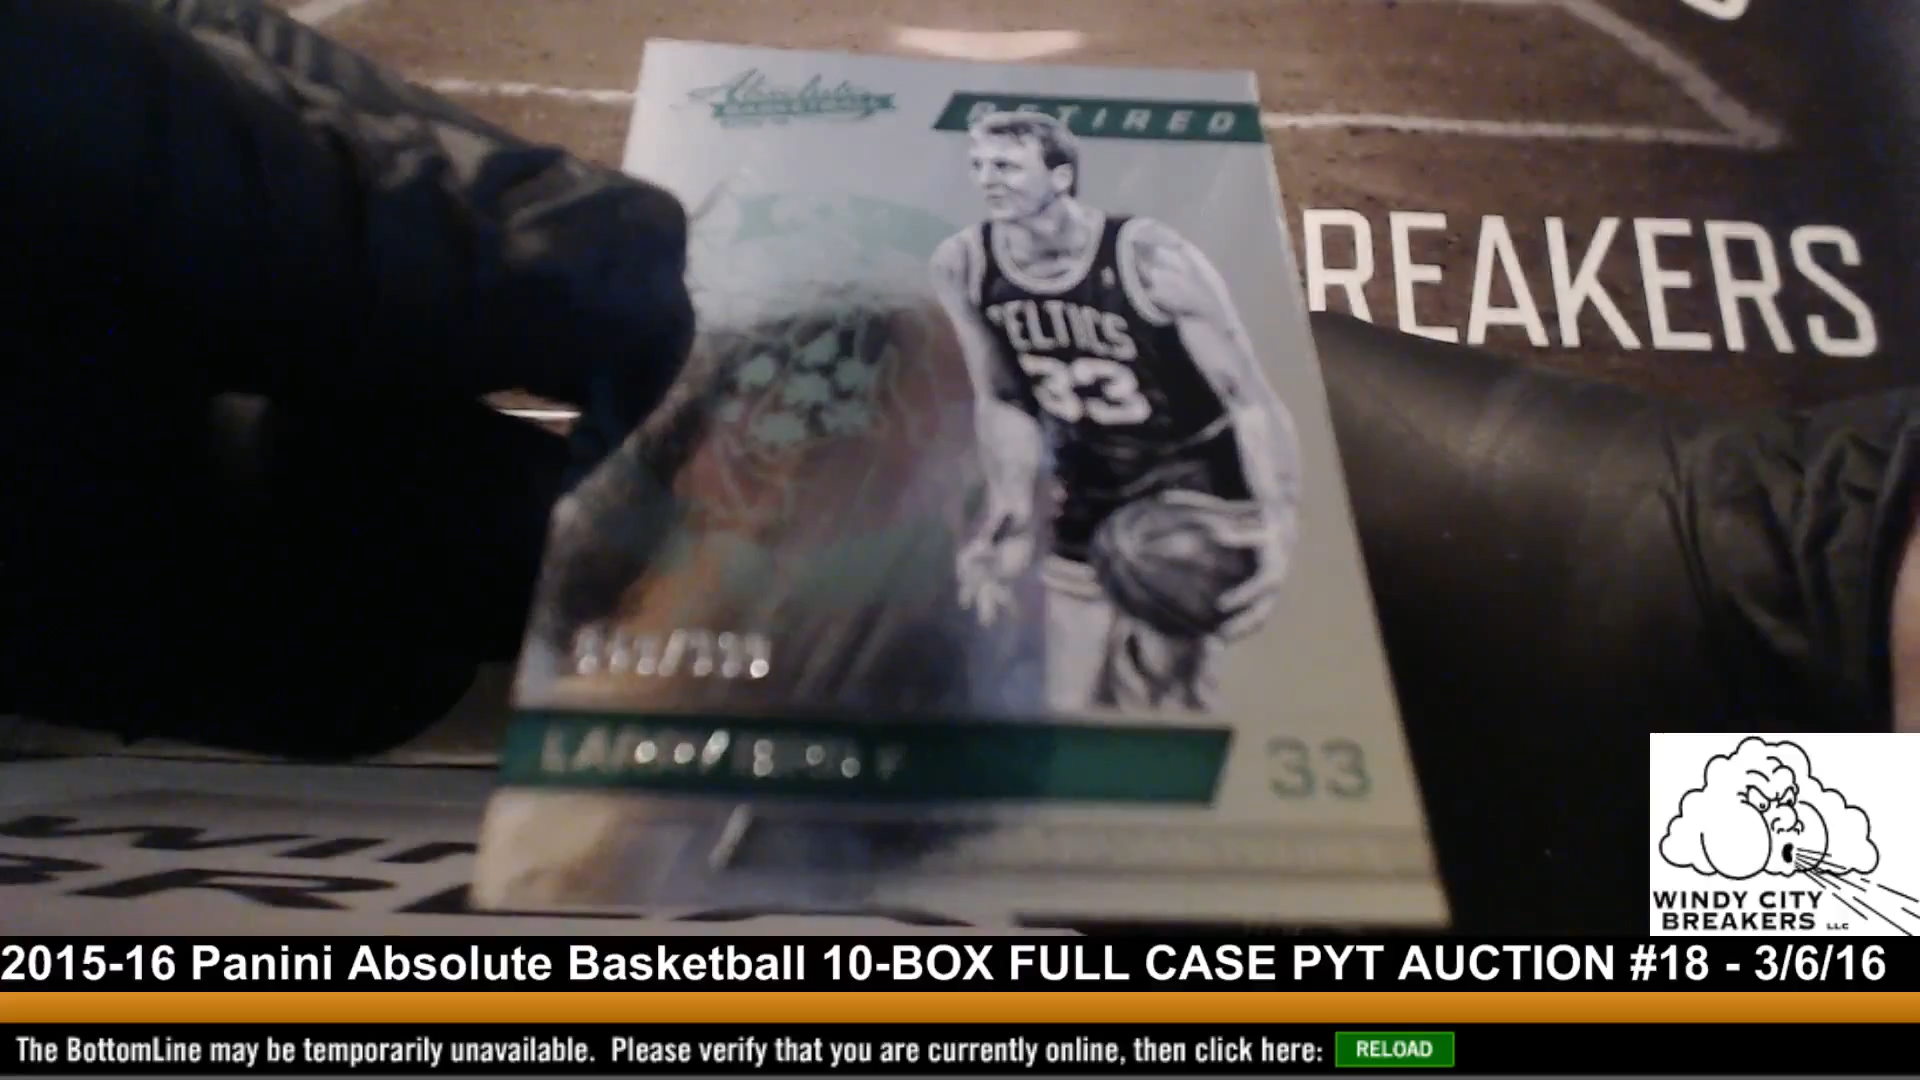 Absolute
RETIRED
REAKERS
CELTICS
33
33
WINDY CITY
BREAKERS LLC
2015-16 Panini Absolute Basketball 10-BOX FULL CASE PYT AUCTION #18 - 3/6/16
The BottomLine may be temporarily unavailable. Please verify that you are currently online, then click here: RELOAD